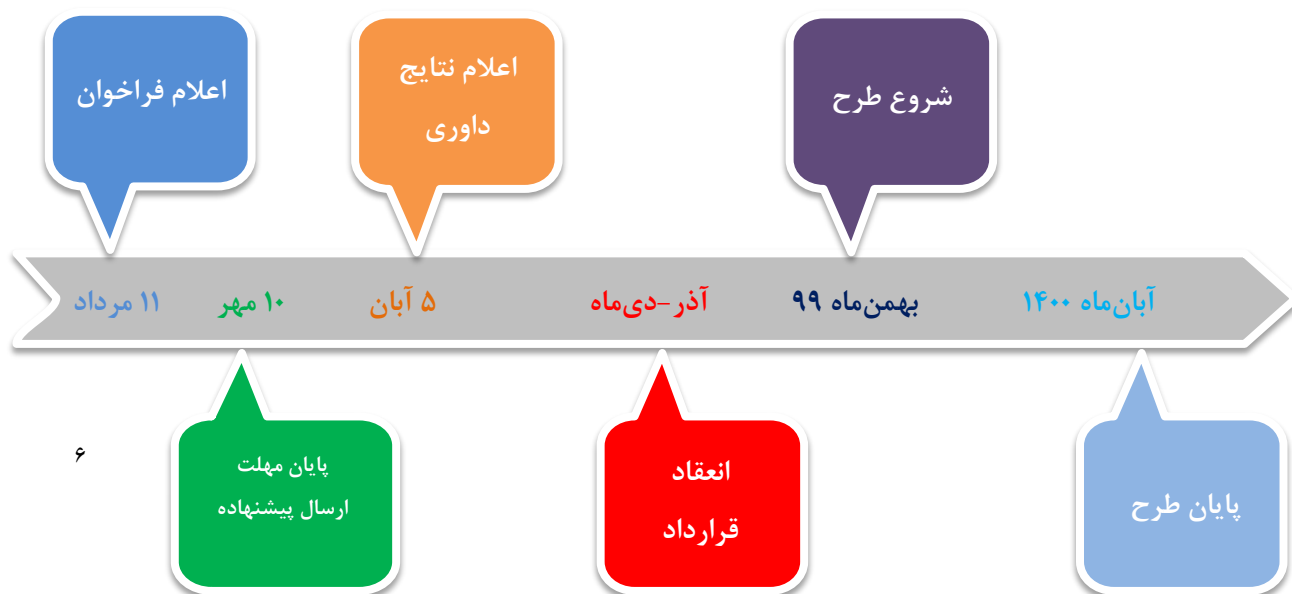 اعلام فراخوان
اعلام نتایج
داوری
شروع طرح
۱۱ مرداد
۱۰ مهر
۵ آبان
آذر-دی‌ماه
بهمن‌ماه ۹۹
آبان‌ماه ۱۴۰۰
پایان مهلت
ارسال پیشنهاده
انعقاد
قرارداد
پایان طرح
۶